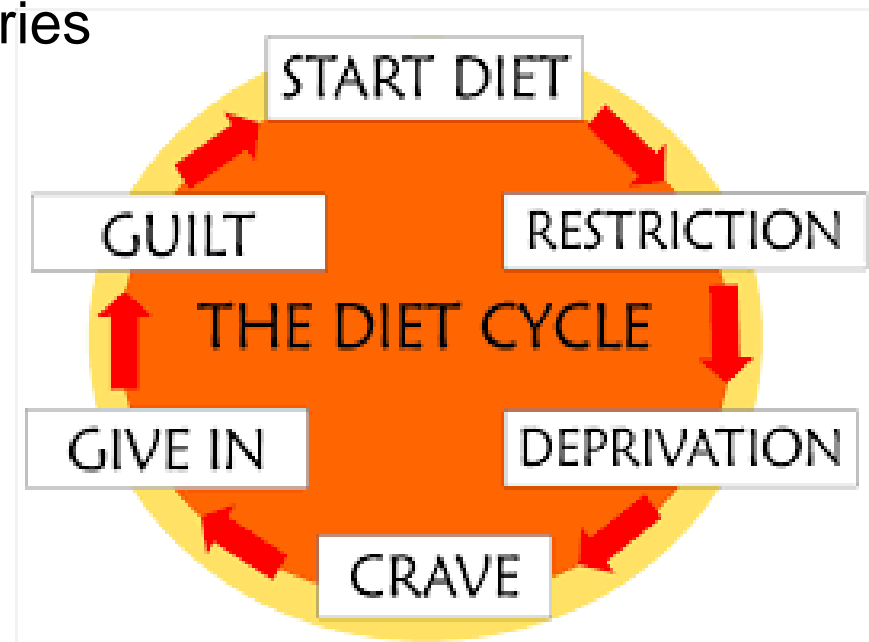 ries
START DIET
GUILT
RESTRICTION
THE DIET CYCLE
GIVE IN
DEPRIVATION
CRAVE